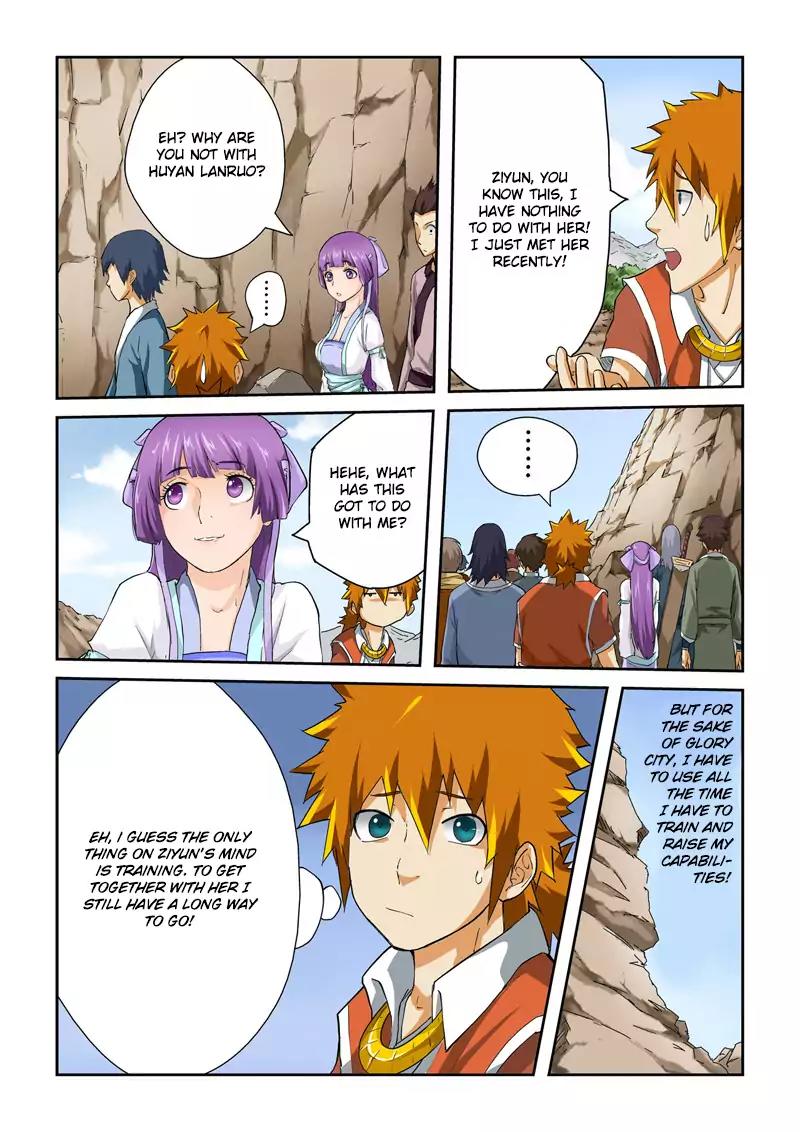 EH? WHY ARE
YOU NOT WITH
HUYAN LANRUO?
......
ZIYUN, YOU
KNOW THIS, I
HAVE NOTHING
TO DO WITH HER!
I JUST MET HER
RECENTLY!
HEHE, WHAT
HAS THIS
GOT TO DO
WITH ME?
......
EH, I GUESS THE ONLY
THING ON ZIYUN'S MIND
IS TRAINING. TO GET
TOGETHER WITH HER I
STILL HAVE A LONG WAY
TO GO!
BUT FOR
THE SAKE
OF GLORY
CITY, I HAVE
TO USE ALL
THE TIME
I HAVE TO
TRAIN AND
RAISE MY
CAPABILI-
TIES!